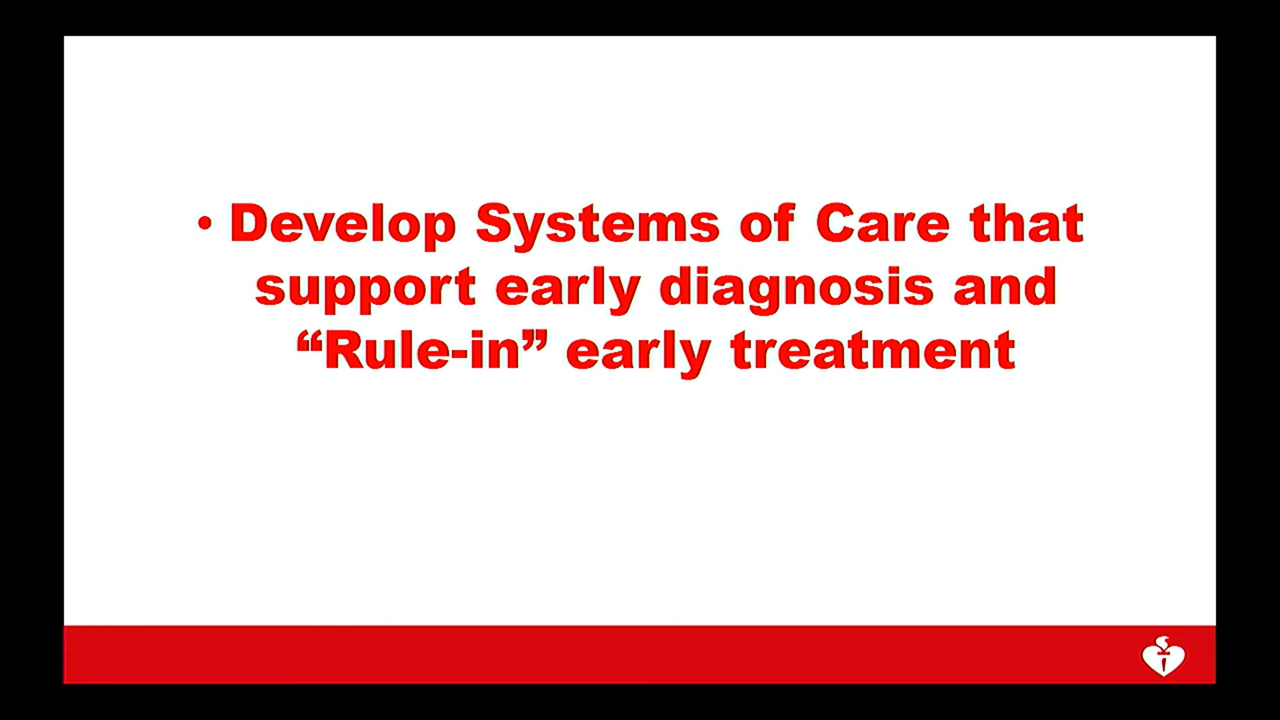 • Develop Systems of Care that
support early diagnosis and
“Rule-in” early treatment